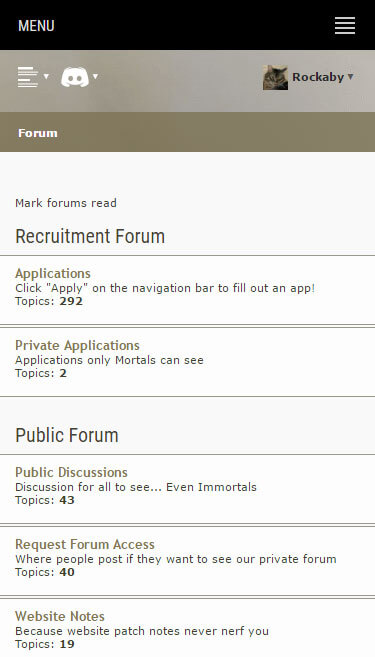 MENU
Rockaby
Forum
Mark forums read
Recruitment Forum
Applications
Click "Apply" on the navigation bar to fill out an app!
Topics: 292
Private Applications
Applications only Mortals can see
Topics: 2
Public Forum
Public Discussions
Discussion for all to see... Even Immortals
Topics: 43
Request Forum Access
Where people post if they want to see our private forum
Topics: 40
Website Notes
Because website patch notes never nerf you
Topics: 19